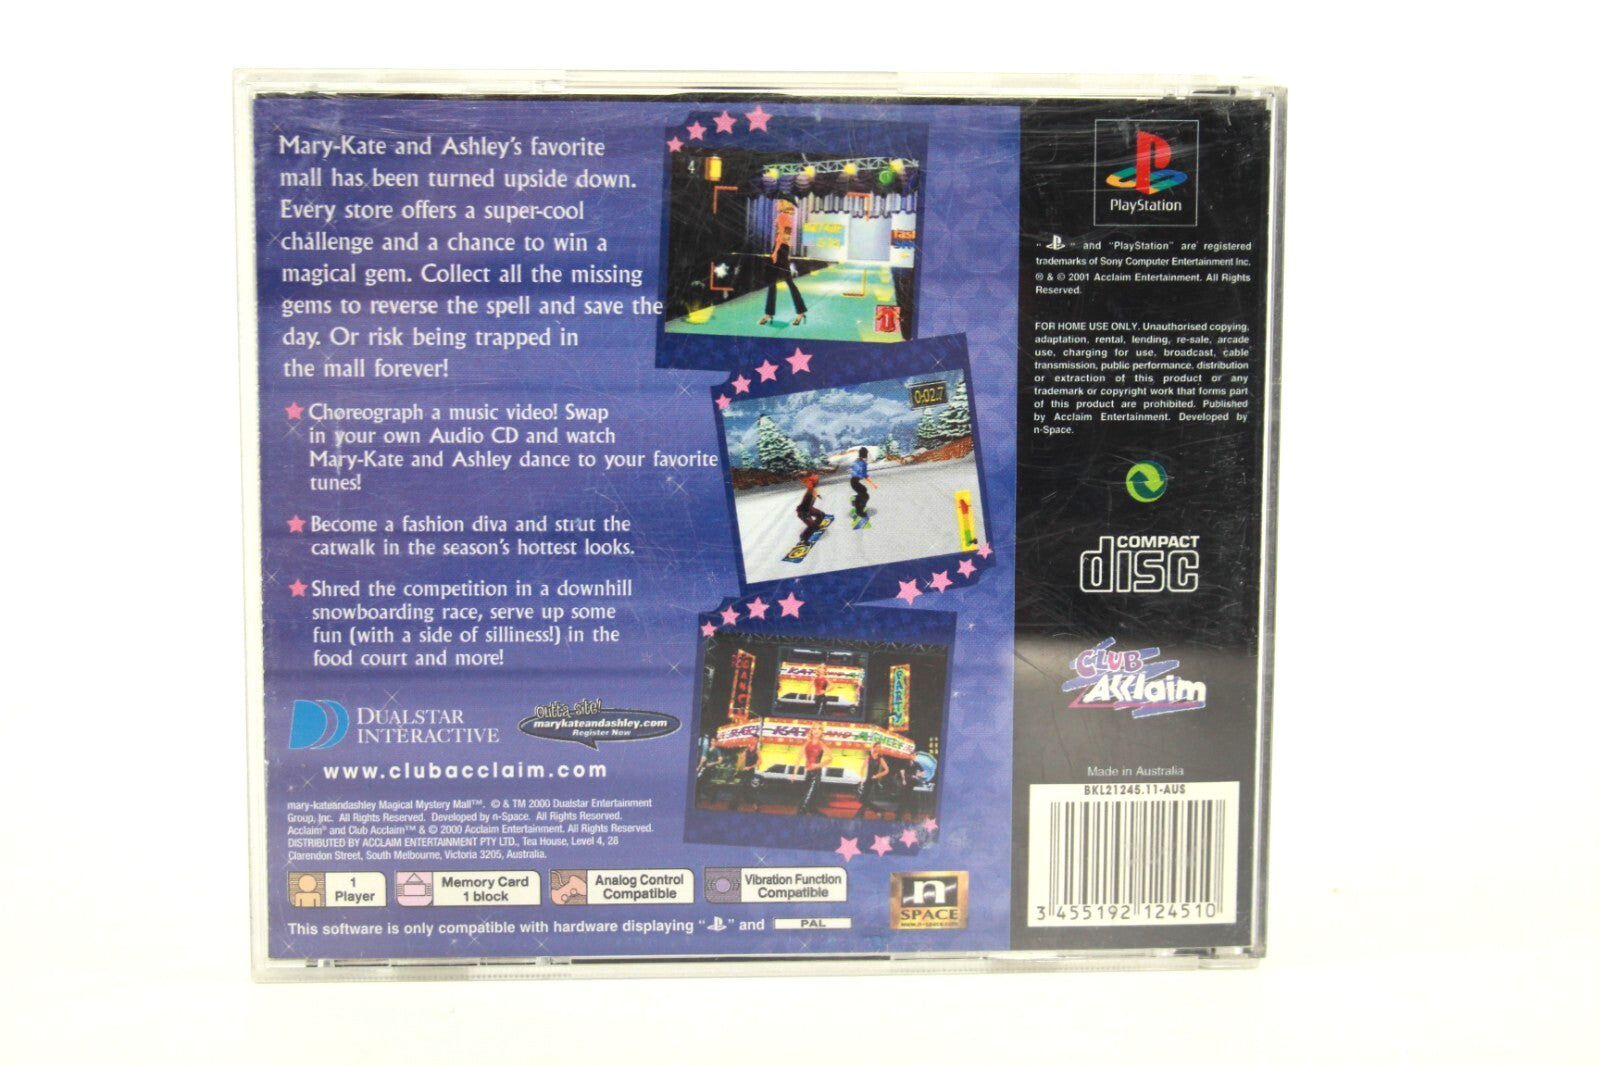 Mary-Kate and Ashley's favorite
mall has been turned upside down.
Every store offers a super-cool
challenge and a chance to win a
magical gem. Collect all the missing
gems to reverse the spell and save the
day. Or risk being trapped in
the mall forever!
Choreograph a music video! Swap
in your own Audio CD and watch
Mary-Kate and Ashley dance to your favorite
tunes!
Become a fashion diva and strut the
catwalk in the season's hottest looks.
Shred the competition in a downhill
snowboarding race, serve up some
fun (with a side of silliness!) in the
food court and more!
DUALSTAR
INTERACTIVE
outta site!
marykateandashley.com
Register Now
www.clubacclaim.com
mary-kateandashley Magical Mystery Mall™. © & TM 2000 Dualstar Entertainment
Group, Inc. All Rights Reserved. Developed by n-Space. All Rights Reserved.
Acclaim® and Club Acclaim™ & © 2000 Acclaim Entertainment. All Rights Reserved.
DISTRIBUTED BY ACCLAIM ENTERTAINMENT PTY LTD., Tea House, Level 4, 28
Clarendon Street, South Melbourne, Victoria 3205, Australia.
1
Player
Memory Card
1 block
Analog Control
Compatible
Vibration Function
Compatible
This software is only compatible with hardware displaying " " and PAL
4
0:02.7
DANCE
PARTY
n
SPACE
www.n-space.com
PlayStation
" " and "PlayStation" are registered
trademarks of Sony Computer Entertainment Inc.
® & © 2001 Acclaim Entertainment. All Rights
Reserved.
FOR HOME USE ONLY. Unauthorised copying,
adaptation, rental, lending, re-sale, arcade
use, charging for use, broadcast, cable
transmission, public performance, distribution
or extraction of this product or any
trademark or copyright work that forms part
of this product are prohibited. Published
by Acclaim Entertainment. Developed by
n-Space.
COMPACT
disc
CLUB
Acclaim
Made in Australia
BKL21245.11-AUS
3 455192 124510